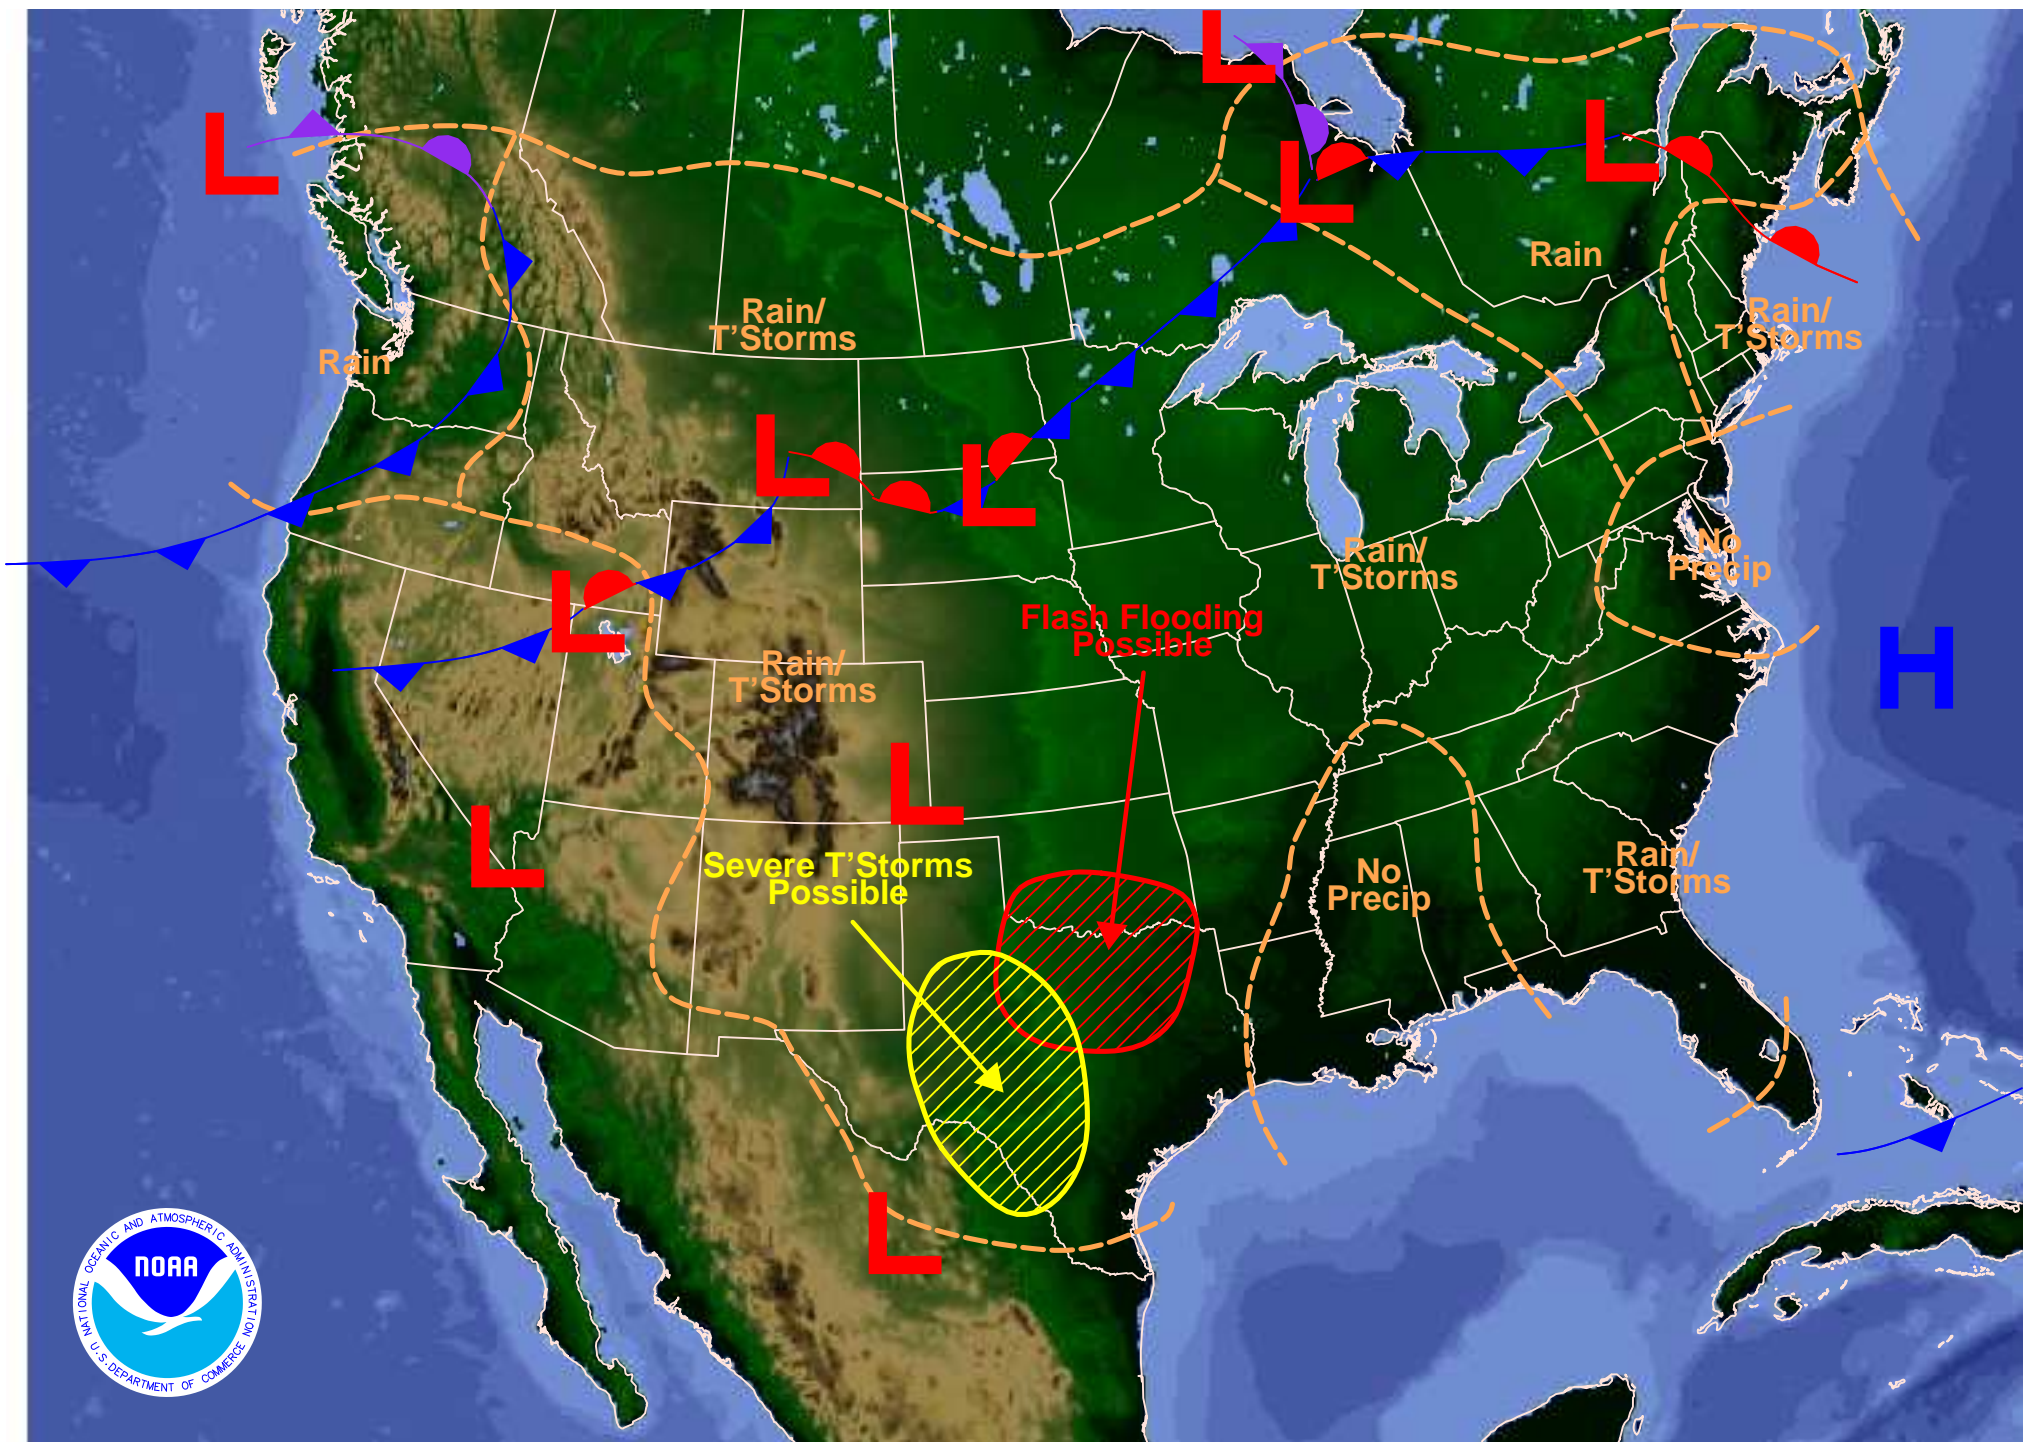 L
L
L
L
Rain
Rain/
T'Storms
Rain/
T'Storms
Rain
L
L
No
Precip
Rain/
T'Storms
L
Flash Flooding
Possible
H
Rain/
T'Storms
L
L
Severe T'Storms
Possible
No
Precip
Rain/
T'Storms
L
NOAA
NATIONAL OCEANIC AND ATMOSPHERIC ADMINISTRATION
U.S. DEPARTMENT OF COMMERCE